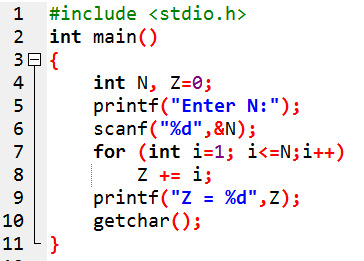 1 #include <stdio.h>
2 int main()
3 {
4 int N, Z=0;
5 printf("Enter N:");
6 scanf("%d",&N);
7 for (int i=1; i<=N;i++)
8 Z += i;
9 printf("Z = %d",Z);
10 getchar();
11 }